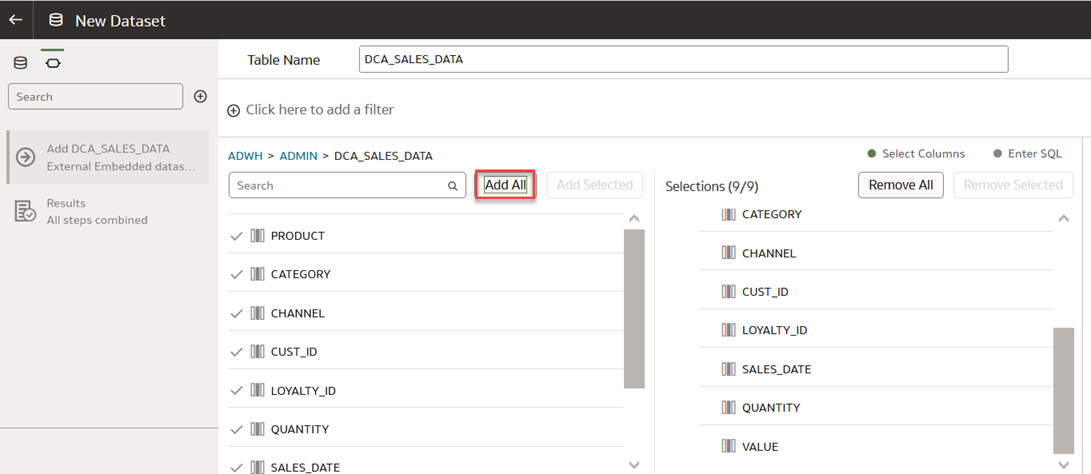 New Dataset
Table Name
DCA_SALES_DATA
Search
Click here to add a filter
Add DCA_SALES_DATA
External Embedded datas...
Results
All steps combined
ADWH > ADMIN > DCA_SALES_DATA
Select Columns
Enter SQL
Search
Add All
Add Selected
Selections (9/9)
Remove All
Remove Selected
PRODUCT
CATEGORY
CHANNEL
CUST_ID
LOYALTY_ID
QUANTITY
SALES_DATE
CATEGORY
CHANNEL
CUST_ID
LOYALTY_ID
SALES_DATE
QUANTITY
VALUE